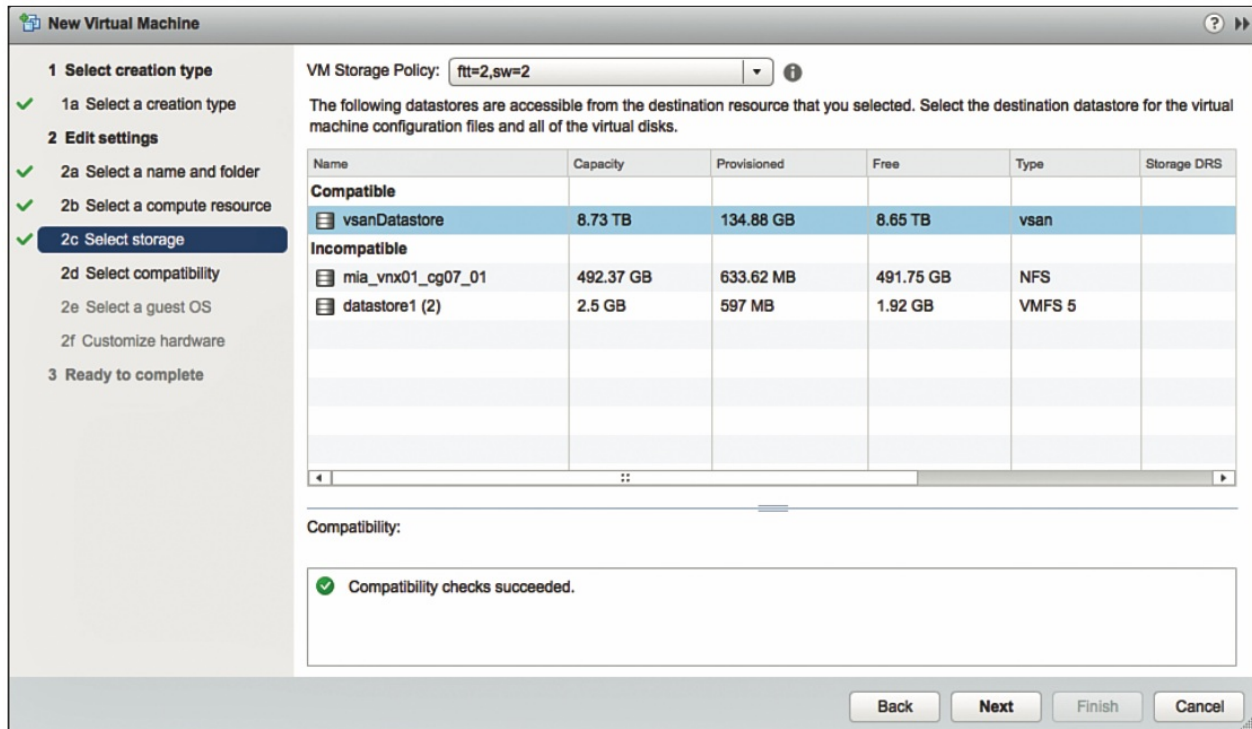 New Virtual Machine
1 Select creation type
1a Select a creation type
2 Edit settings
2a Select a name and folder
2b Select a compute resource
2c Select storage
2d Select compatibility
2e Select a guest OS
2f Customize hardware
3 Ready to complete
VM Storage Policy: ftt=2,sw=2
The following datastores are accessible from the destination resource that you selected. Select the destination datastore for the virtual
machine configuration files and all of the virtual disks.
Name Capacity Provisioned Free Type Storage DRS
Compatible
vsanDatastore 8.73 TB 134.88 GB 8.65 TB vsan
Incompatible
mia_vnx01_cg07_01 492.37 GB 633.62 MB 491.75 GB NFS
datastore1 (2) 2.5 GB 597 MB 1.92 GB VMFS 5
Compatibility:
Compatibility checks succeeded.
Back Next Finish Cancel